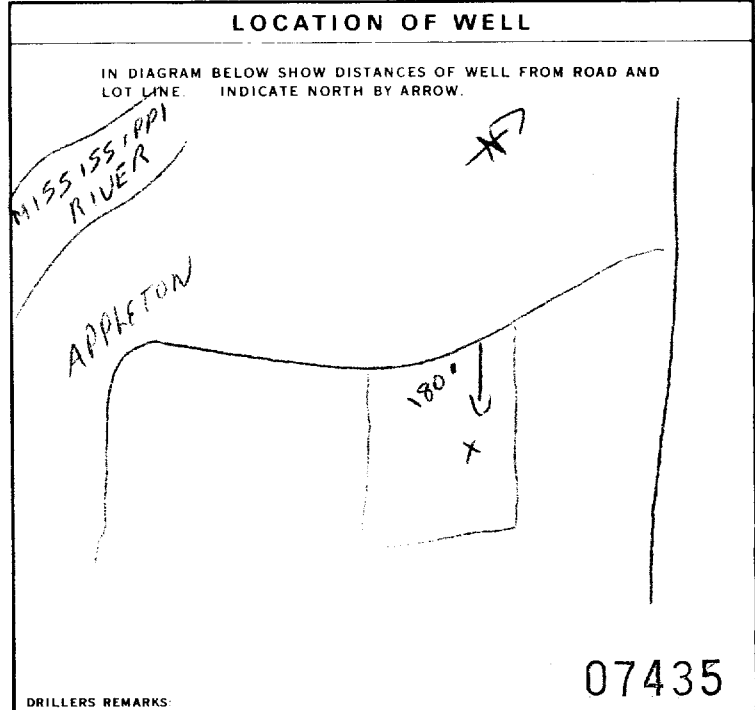 LOCATION OF WELL
IN DIAGRAM BELOW SHOW DISTANCES OF WELL FROM ROAD AND
LOT LINE. INDICATE NORTH BY ARROW.
N
MISSISSIPPI
RIVER
APPLETON
180'
X
07435
DRILLERS REMARKS: